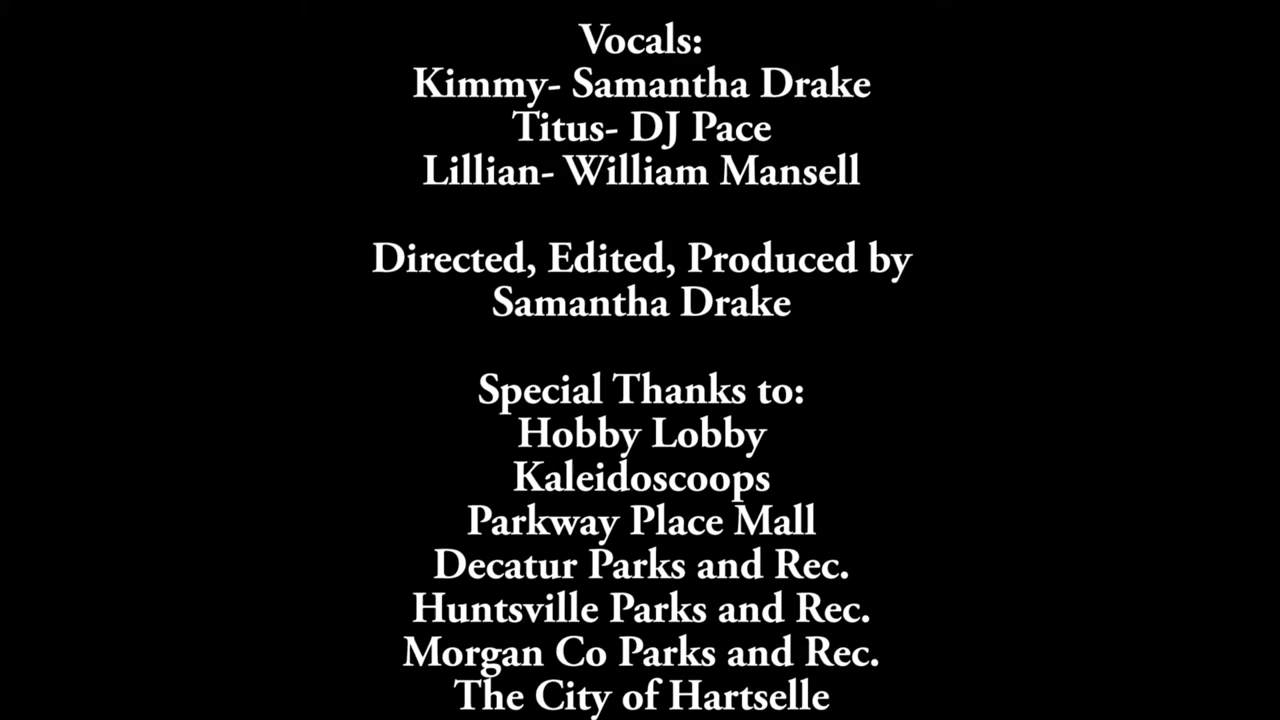 Vocals:
Kimmy- Samantha Drake
Titus- DJ Pace
Lillian- William Mansell
Directed, Edited, Produced by
Samantha Drake
Special Thanks to:
Hobby Lobby
Kaleidoscoops
Parkway Place Mall
Decatur Parks and Rec.
Huntsville Parks and Rec.
Morgan Co Parks and Rec.
The City of Hartselle